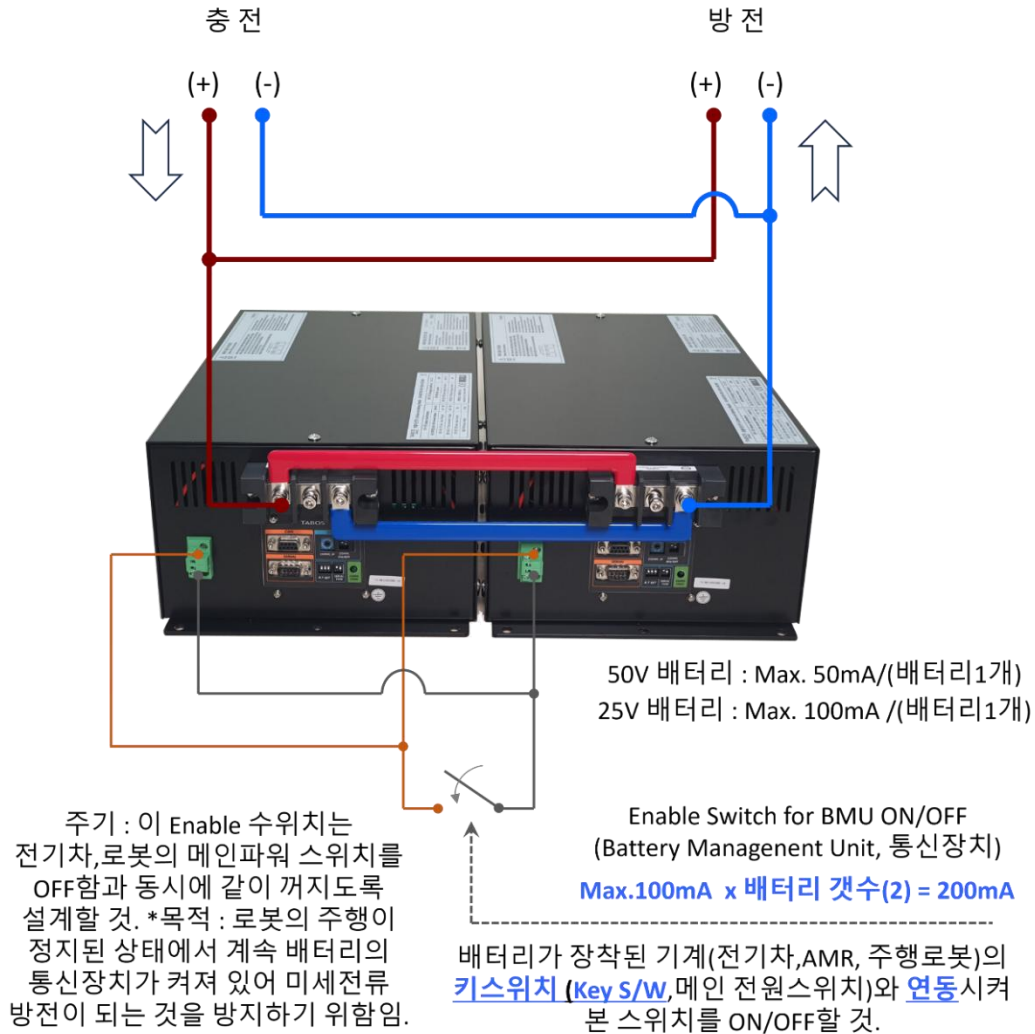 충 전
방 전
(+)
(-)
(+)
(-)
TABOS
50V 배터리 : Max. 50mA/(배터리1개)
25V 배터리 : Max. 100mA /(배터리1개)
주기 : 이 Enable 수위치는
전기차,로봇의 메인파워 스위치를
OFF함과 동시에 같이 꺼지도록
설계할 것. *목적 : 로봇의 주행이
정지된 상태에서 계속 배터리의
통신장치가 켜져 있어 미세전류
방전이 되는 것을 방지하기 위함임.
Enable Switch for BMU ON/OFF
(Battery Managenent Unit, 통신장치)
Max.100mA x 배터리 갯수(2) = 200mA
배터리가 장착된 기계(전기차,AMR, 주행로봇)의
키스위치 (Key S/W,메인 전원스위치)와 연동시켜
본 스위치를 ON/OFF할 것.